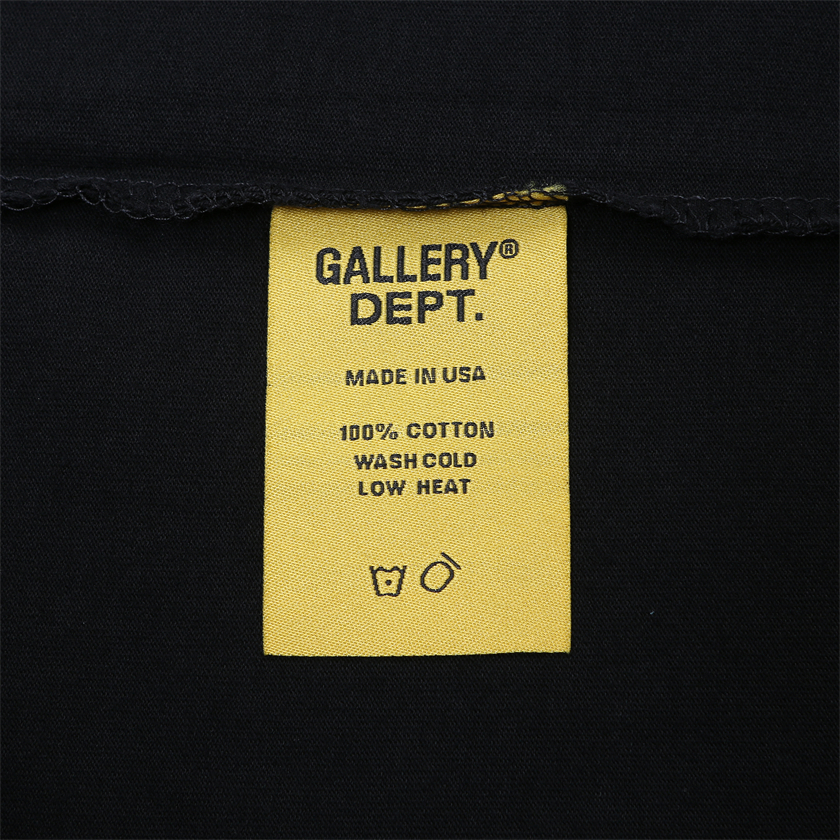 GALLERY®
DEPT.
MADE IN USA
100% COTTON
WASH COLD
LOW HEAT